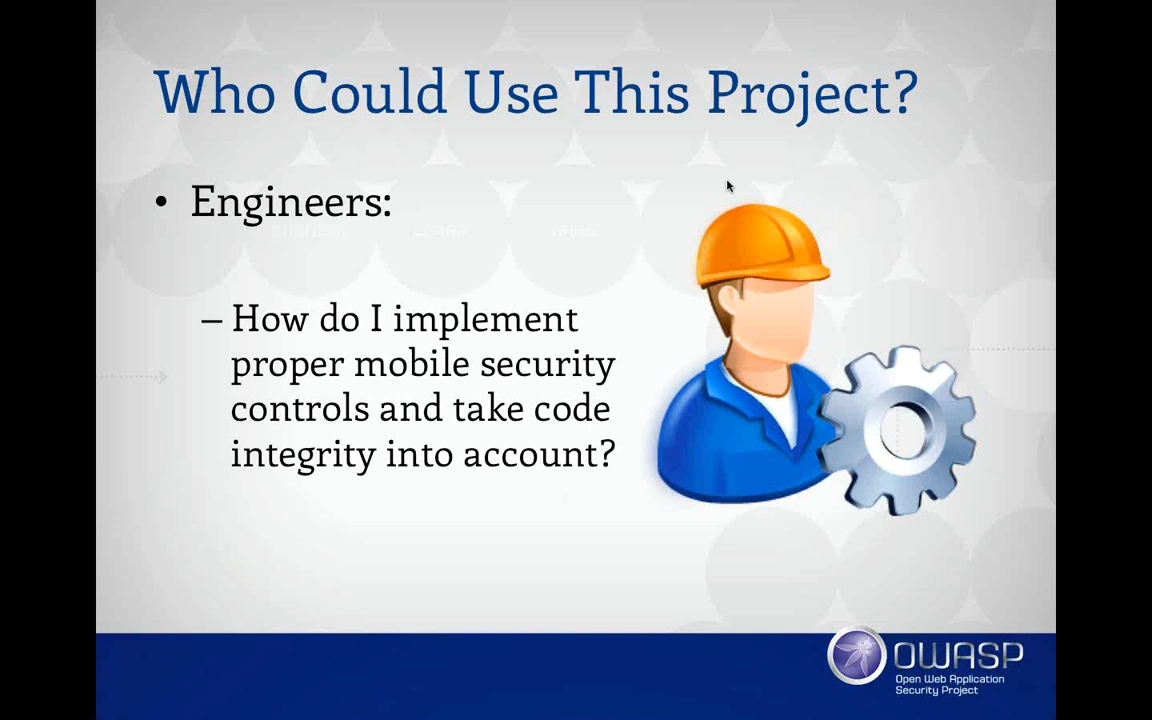 Who Could Use This Project?
• Engineers:
– How do I implement
proper mobile security
controls and take code
integrity into account?
OWASP
Open Web Application
Security Project